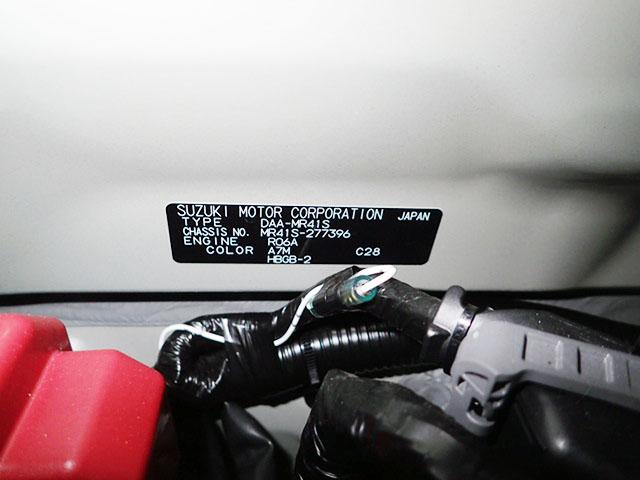 SUZUKI MOTOR CORPORATION JAPAN
TYPE DAA-MR41S
CHASSIS NO. MR41S-277396
ENGINE R06A
COLOR A7M C28
HBGB-2